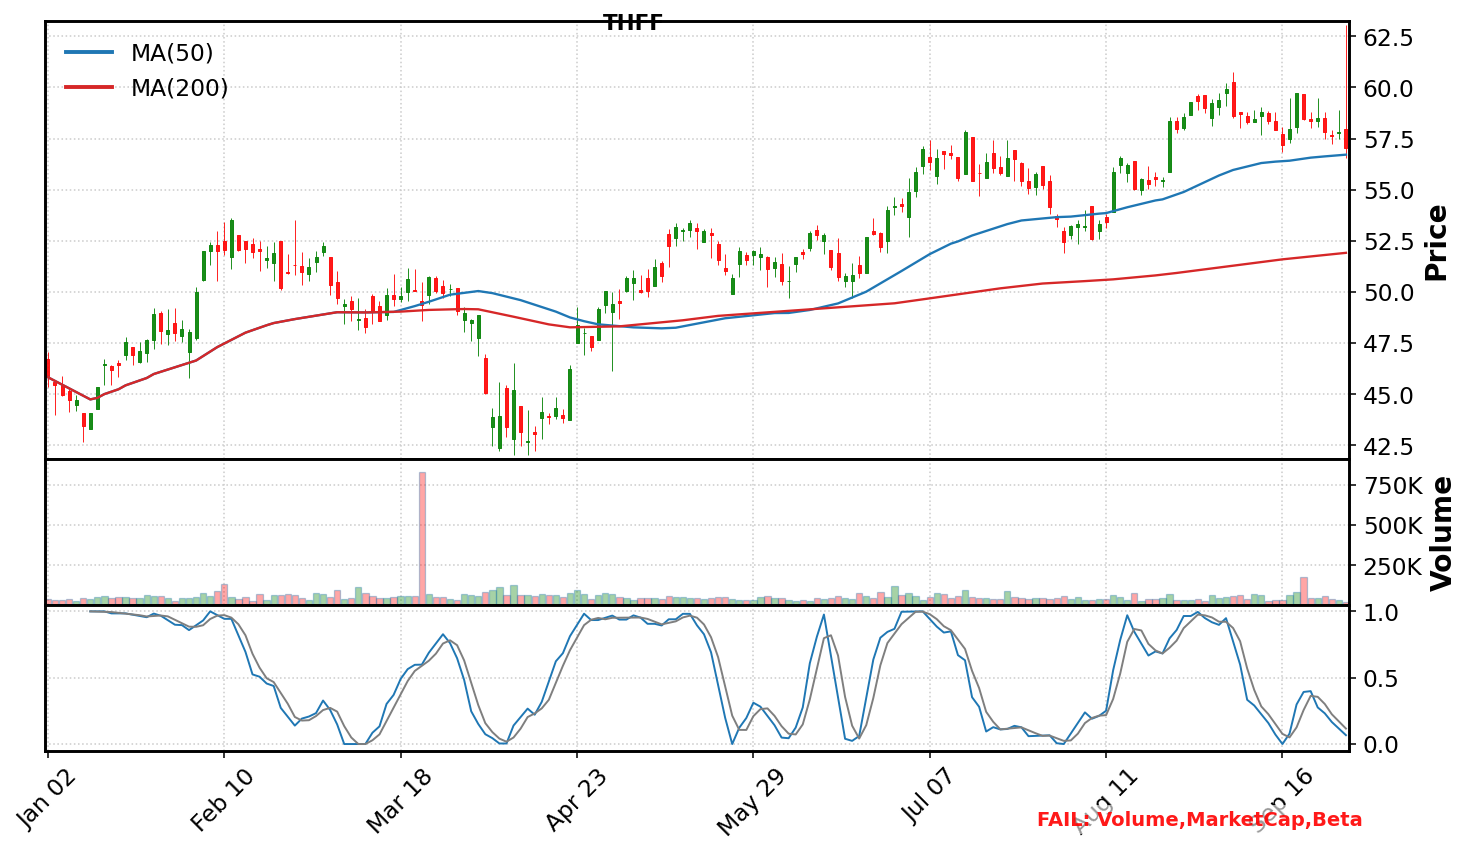 THFF
MA(50)
MA(200)
62.5
60.0
57.5
55.0
52.5
50.0
47.5
45.0
42.5
Price
750K
500K
250K
Volume
1.0
0.5
0.0
Jan 02
Feb 10
Mar 18
Apr 23
May 29
Jul 07
Aug 11
Sep 16
FAIL: Volume,MarketCap,Beta